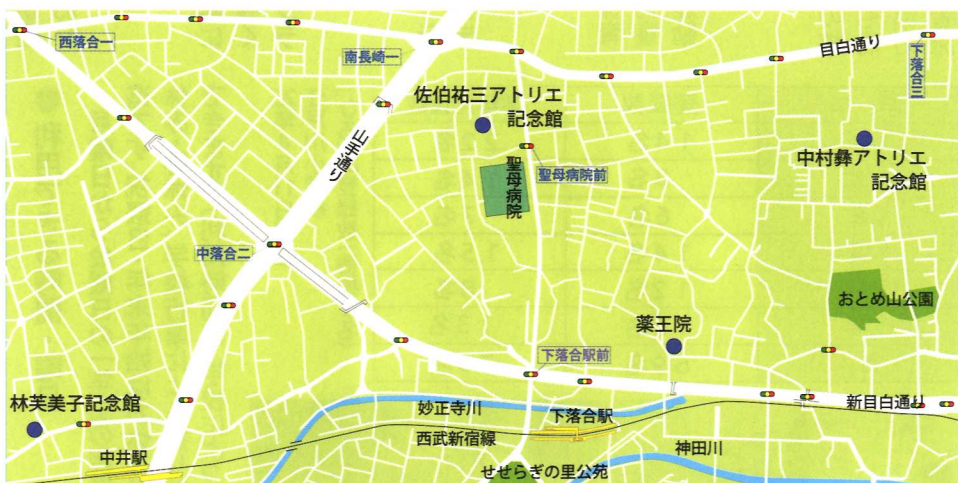 西落合一
南長崎一
目白通り
下落合三
佐伯祐三アトリエ
記念館
山手通り
中村彝アトリエ
記念館
聖母病院前
聖母病院
中落合二
おとめ山公園
薬王院
下落合駅前
林芙美子記念館
妙正寺川
下落合駅
新目白通り
西武新宿線
神田川
中井駅
せせらぎの里公苑